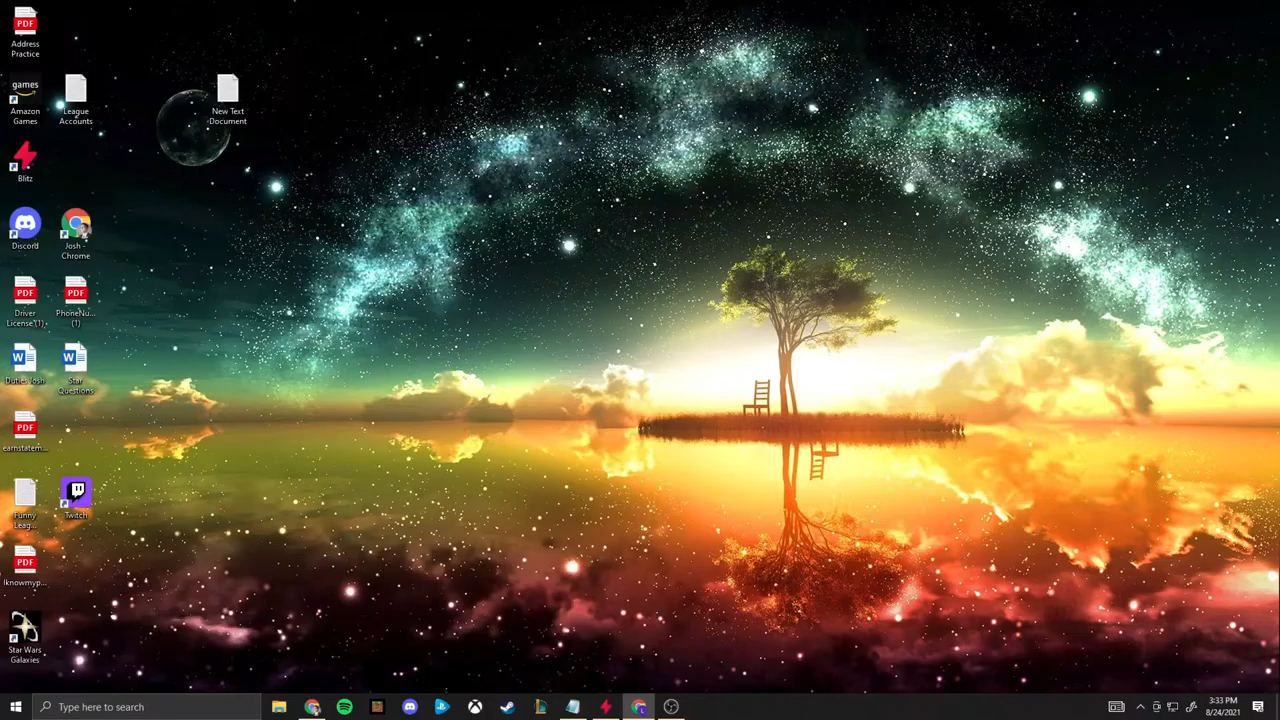 PDF
Address
Practice
games
Amazon
Games
League
Accounts
New Text
Document
Blitz
Discord
Josh -
Chrome
PDF
Driver
License (1)
PDF
PhoneNu...
(1)
W
Duties Josh
W
Star
Questions
PDF
earnstatem...
Funny
Leag...
Twitch
PDF
Iknowmyp...
Star Wars
Galaxies
Type here to search
3:33 PM
8/24/2021